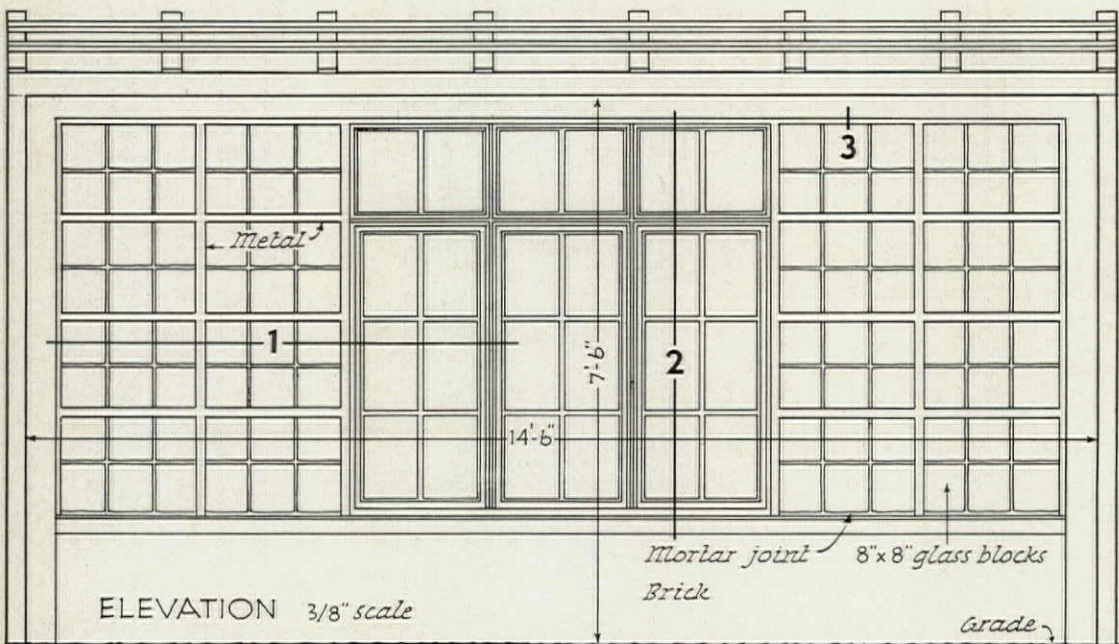 3
Metal
1
7'-6"
2
14'-6"
Mortar joint
8"x8" glass blocks
Brick
ELEVATION 3/8" scale
Grade